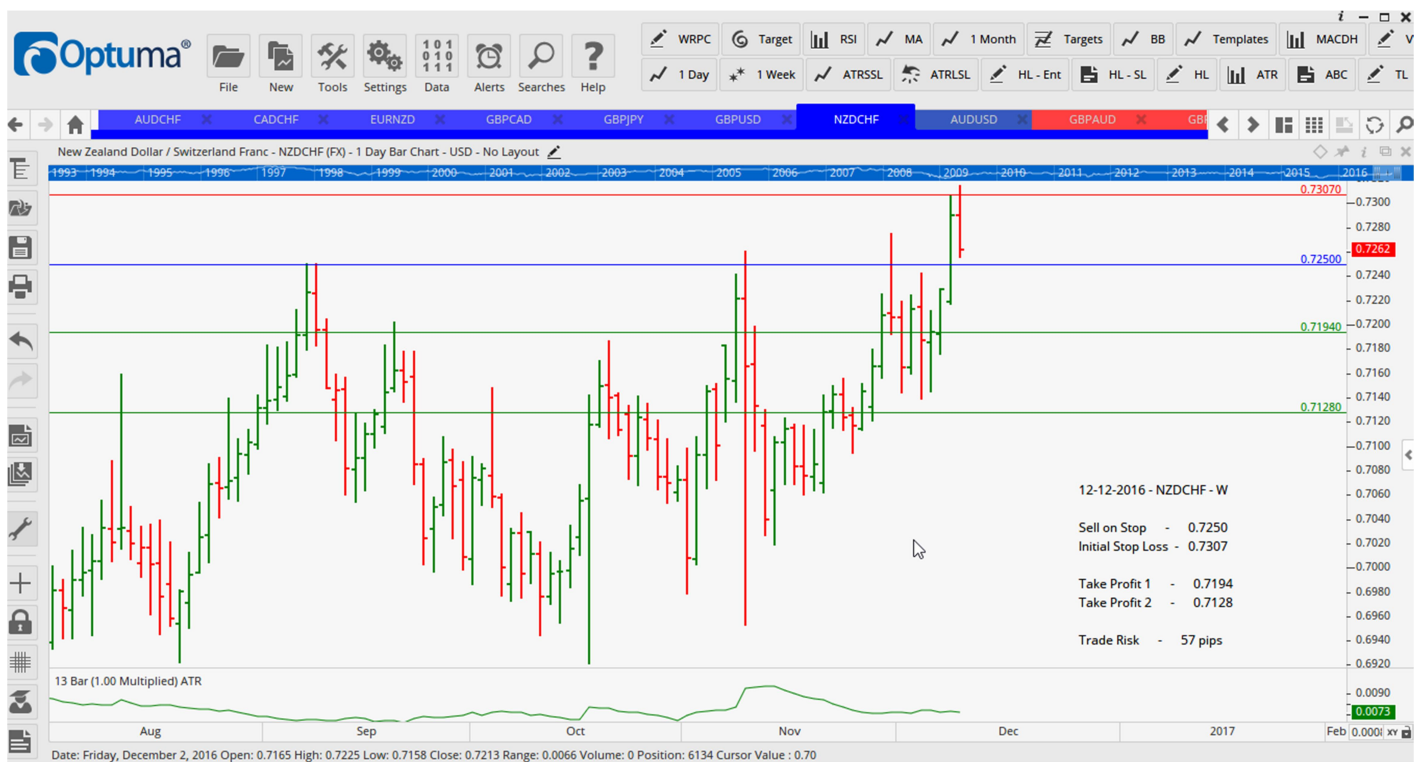 i
Optuma®
File New Tools Settings Data Alerts Searches Help
101
010
111
WRPC Target RSI MA 1 Month Targets BB Templates MACDH V
1 Day 1 Week ATRSSL ATRLSL HL - Ent HL - SL HL ATR ABC TL
AUDCHF CADCHF EURNZD GBPCAD GBPJPY GBPUSD NZDCHF AUDUSD GBPAUD GB
New Zealand Dollar / Switzerland Franc - NZDCHF (FX) - 1 Day Bar Chart - USD - No Layout
1993 1994 1995 1996 1997 1998 1999 2000 2001 2002 2003 2004 2005 2006 2007 2008 2009 2010 2011 2012 2013 2014 2015 2016
0.73070
0.7300
0.7280
0.7262
0.72500
0.7240
0.7220
0.71940
0.7200
0.7180
0.7160
0.7140
0.71280
0.7120
0.7100
0.7080
0.7060
0.7040
0.7020
0.7000
0.6980
0.6960
0.6940
0.6920
12-12-2016 - NZDCHF - W
Sell on Stop - 0.7250
Initial Stop Loss - 0.7307
Take Profit 1 - 0.7194
Take Profit 2 - 0.7128
Trade Risk - 57 pips
13 Bar (1.00 Multiplied) ATR
0.0090
0.0073
Aug Sep Oct Nov Dec 2017 Feb 0.000 XY
Date: Friday, December 2, 2016 Open: 0.7165 High: 0.7225 Low: 0.7158 Close: 0.7213 Range: 0.0066 Volume: 0 Position: 6134 Cursor Value : 0.70